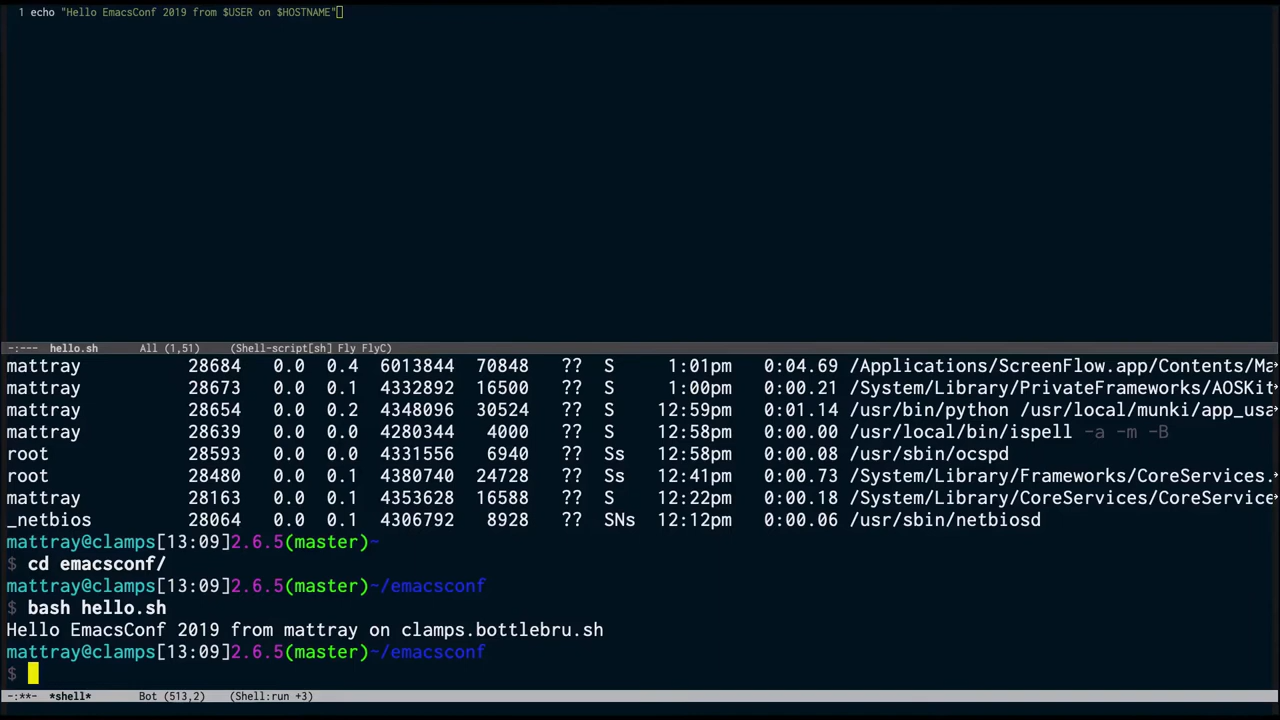 1 echo "Hello EmacsConf 2019 from $USER on $HOSTNAME"
-:--- hello.sh All (1,51) (Shell-script[sh] Fly FlyC)
mattray 28684 0.0 0.4 6013844 70848 ?? S 1:01pm 0:04.69 /Applications/ScreenFlow.app/Contents/Ma
mattray 28673 0.0 0.1 4332892 16500 ?? S 1:00pm 0:00.21 /System/Library/PrivateFrameworks/AOSKit
mattray 28654 0.0 0.2 4348096 30524 ?? S 12:59pm 0:01.14 /usr/bin/python /usr/local/munki/app_usa
mattray 28639 0.0 0.0 4280344 4000 ?? S 12:58pm 0:00.00 /usr/local/bin/ispell -a -m -B
root 28593 0.0 0.0 4331556 6940 ?? Ss 12:58pm 0:00.08 /usr/sbin/ocspd
root 28480 0.0 0.1 4380740 24728 ?? Ss 12:41pm 0:00.73 /System/Library/Frameworks/CoreServices.
mattray 28163 0.0 0.1 4353628 16588 ?? S 12:22pm 0:00.18 /System/Library/CoreServices/CoreService
_netbios 28064 0.0 0.1 4306792 8928 ?? SNs 12:12pm 0:00.06 /usr/sbin/netbiosd
mattray@clamps[13:09]2.6.5(master)~
$ cd emacsconf/
mattray@clamps[13:09]2.6.5(master)~/emacsconf
$ bash hello.sh
Hello EmacsConf 2019 from mattray on clamps.bottlebru.sh
mattray@clamps[13:09]2.6.5(master)~/emacsconf
$
-:**- *shell* Bot (513,2) (Shell:run +3)